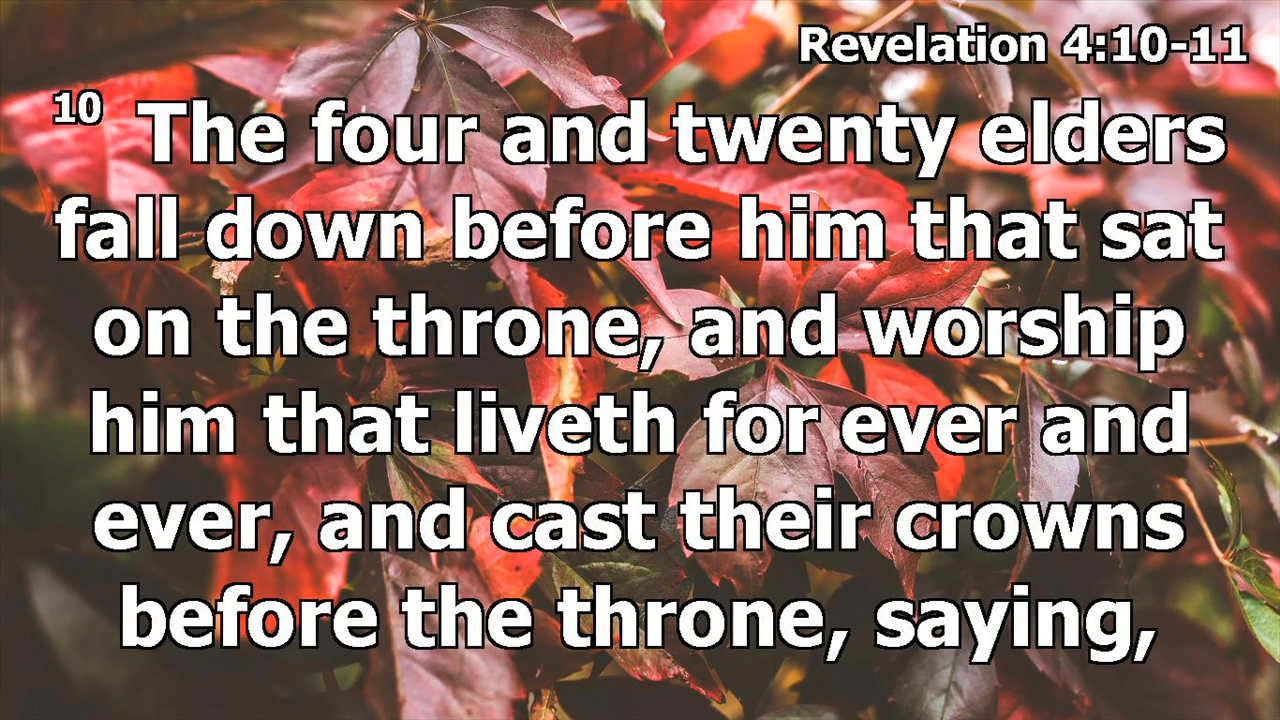 Revelation 4:10-11
10 The four and twenty elders
fall down before him that sat
on the throne, and worship
him that liveth for ever and
ever, and cast their crowns
before the throne, saying,